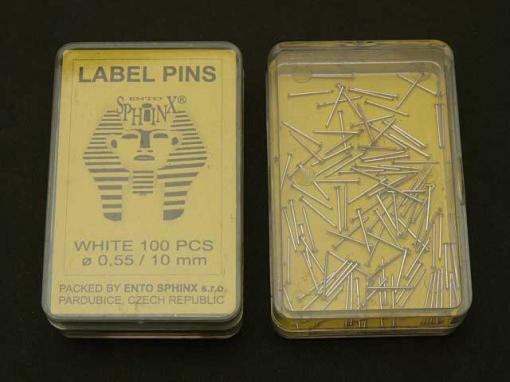 LABEL PINS
ENTO
SPHINX®
WHITE 100 PCS
ø 0,55 / 10 mm
PACKED BY ENTO SPHINX s.r.o.
PARDUBICE, CZECH REPUBLIC